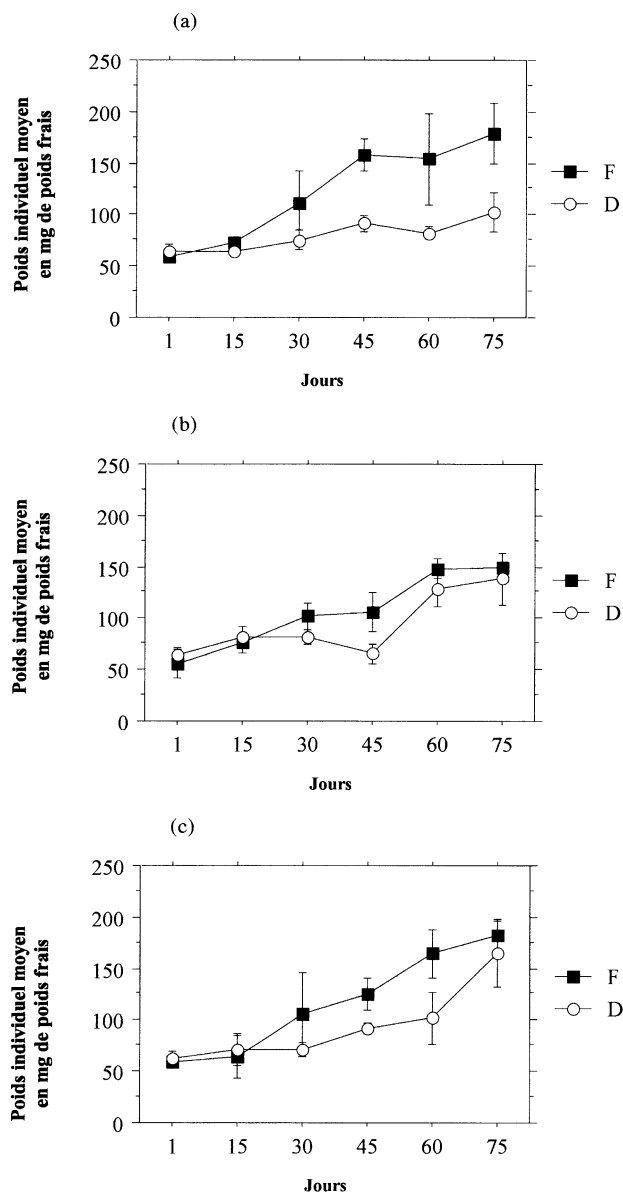 (a)
Poids individuel moyen
en mg de poids frais
250
200
150
100
50
0
1 15 30 45 60 75
Jours
F
D
(b)
Poids individuel moyen
en mg de poids frais
250
200
150
100
50
0
1 15 30 45 60 75
Jours
F
D
(c)
Poids individuel moyen
en mg de poids frais
250
200
150
100
50
0
1 15 30 45 60 75
Jours
F
D